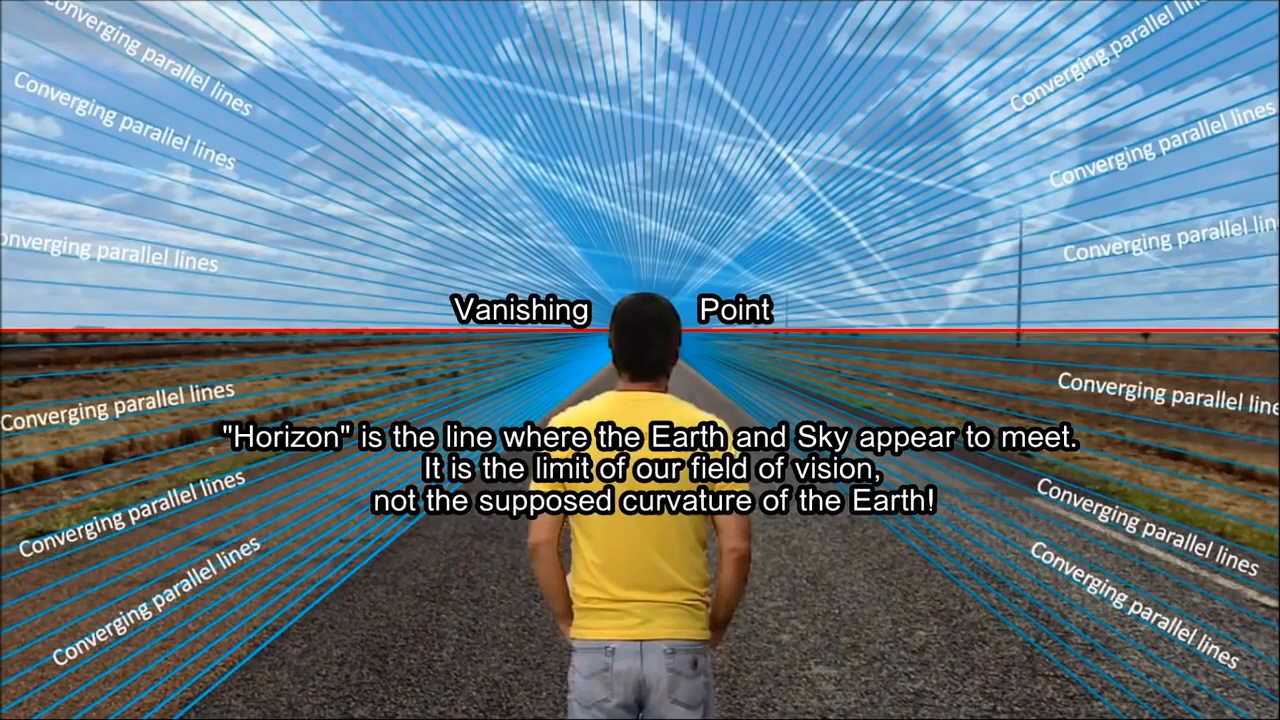 Converging parallel lines
Converging parallel lines
Converging parallel lines
Converging parallel lines
onverging parallel lines
Converging parallel lin
Vanishing Point
Converging parallel lines
Converging parallel line
"Horizon" is the line where the Earth and Sky appear to meet.
It is the limit of our field of vision,
not the supposed curvature of the Earth!
Converging parallel lines
Converging parallel lines
Converging parallel lines
Converging parallel lines